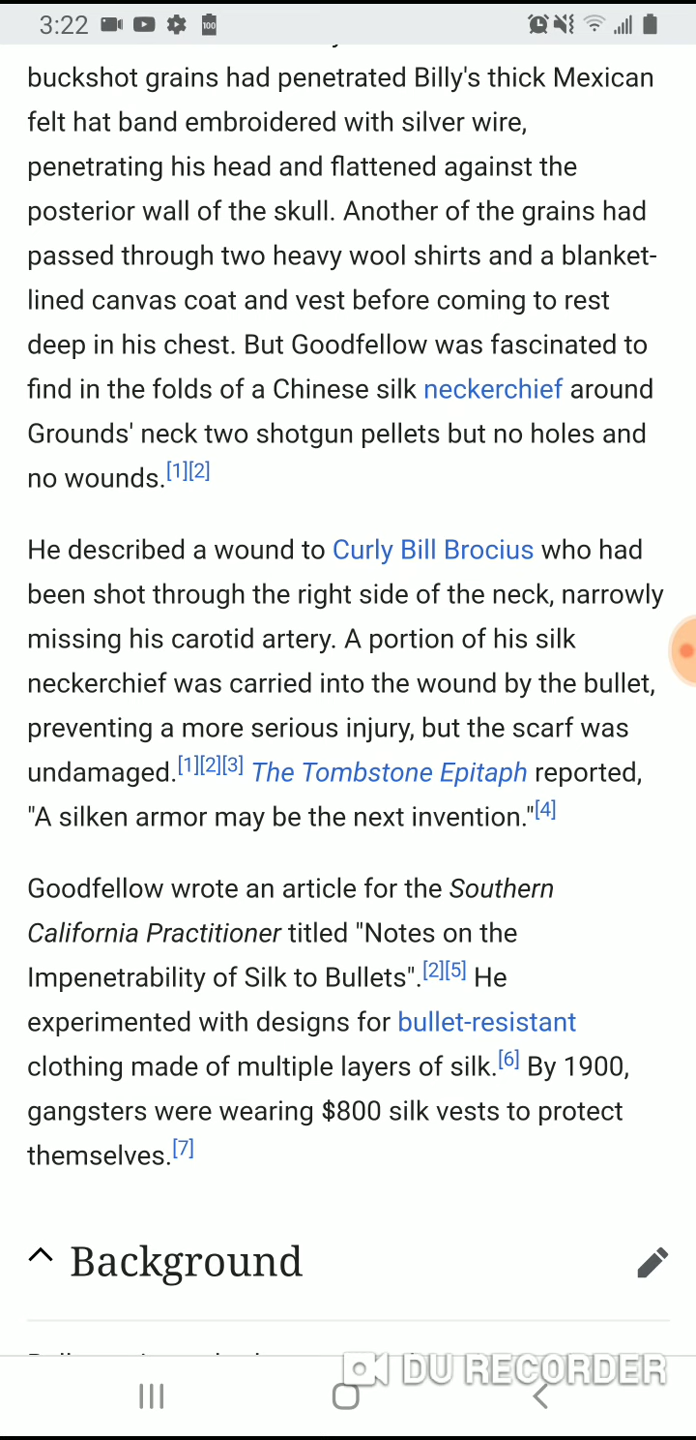 3:22
100
buckshot grains had penetrated Billy's thick Mexican
felt hat band embroidered with silver wire,
penetrating his head and flattened against the
posterior wall of the skull. Another of the grains had
passed through two heavy wool shirts and a blanket-
lined canvas coat and vest before coming to rest
deep in his chest. But Goodfellow was fascinated to
find in the folds of a Chinese silk neckerchief around
Grounds' neck two shotgun pellets but no holes and
no wounds.[1][2]
He described a wound to Curly Bill Brocius who had
been shot through the right side of the neck, narrowly
missing his carotid artery. A portion of his silk
neckerchief was carried into the wound by the bullet,
preventing a more serious injury, but the scarf was
undamaged.[1][2][3] The Tombstone Epitaph reported,
"A silken armor may be the next invention."[4]
Goodfellow wrote an article for the Southern
California Practitioner titled "Notes on the
Impenetrability of Silk to Bullets".[2][5] He
experimented with designs for bullet-resistant
clothing made of multiple layers of silk.[6] By 1900,
gangsters were wearing $800 silk vests to protect
themselves.[7]
Background
DU RECORDER